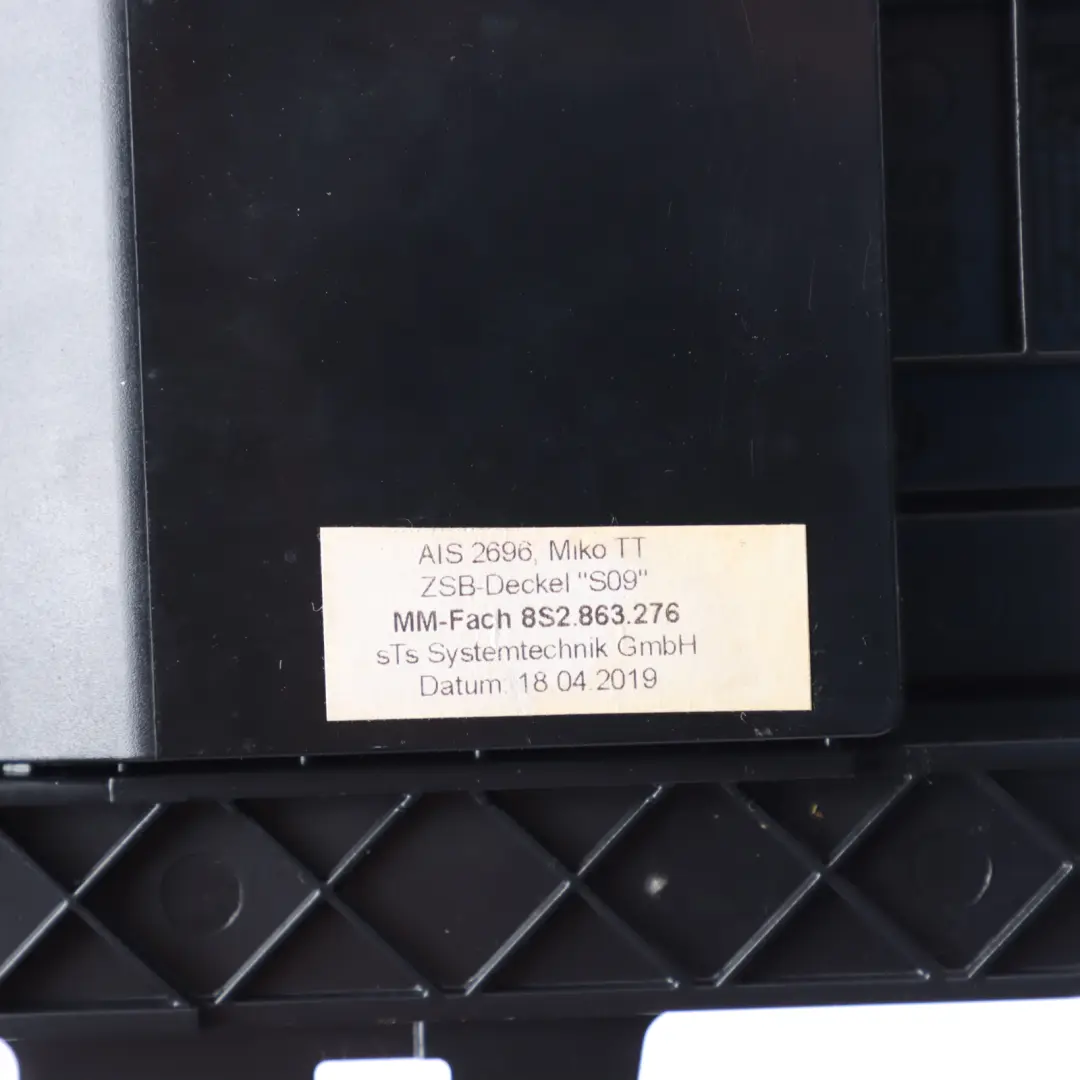 AIS 2696, Miko TT
ZSB-Deckel "S09"
MM-Fach 8S2.863.276
sTs Systemtechnik GmbH
Datum: 18.04.2019